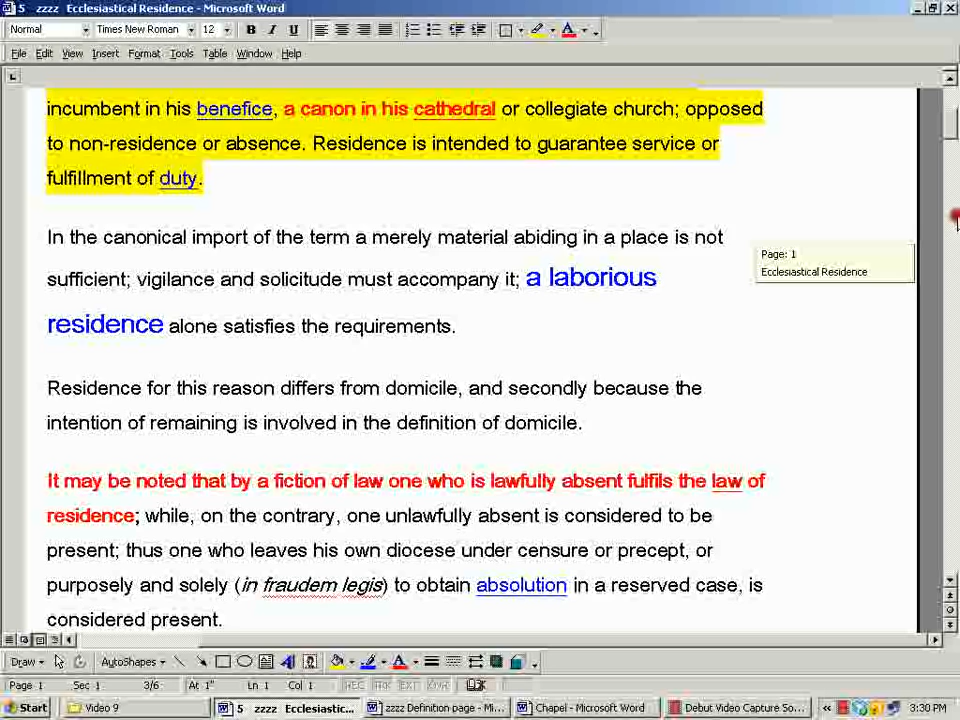 5 zzzz Ecclesiastical Residence - Microsoft Word
Normal Times New Roman 12 B I U
File Edit View Insert Format Tools Table Window Help
incumbent in his benefice, a canon in his cathedral or collegiate church; opposed
to non-residence or absence. Residence is intended to guarantee service or
fulfillment of duty.
In the canonical import of the term a merely material abiding in a place is not
sufficient; vigilance and solicitude must accompany it; a laborious
residence alone satisfies the requirements.
Page: 1
Ecclesiastical Residence
Residence for this reason differs from domicile, and secondly because the
intention of remaining is involved in the definition of domicile.
It may be noted that by a fiction of law one who is lawfully absent fulfils the law of
residence; while, on the contrary, one unlawfully absent is considered to be
present; thus one who leaves his own diocese under censure or precept, or
purposely and solely (in fraudem legis) to obtain absolution in a reserved case, is
considered present.
Draw AutoShapes
Page 1 Sec 1 3/6 At 1" Ln 1 Col 1 REC TRK EXT OVR
Start Video 9 5 zzzz Ecclesiastic... zzzz Definition page - Mi... Chapel - Microsoft Word Debut Video Capture So... 3:30 PM